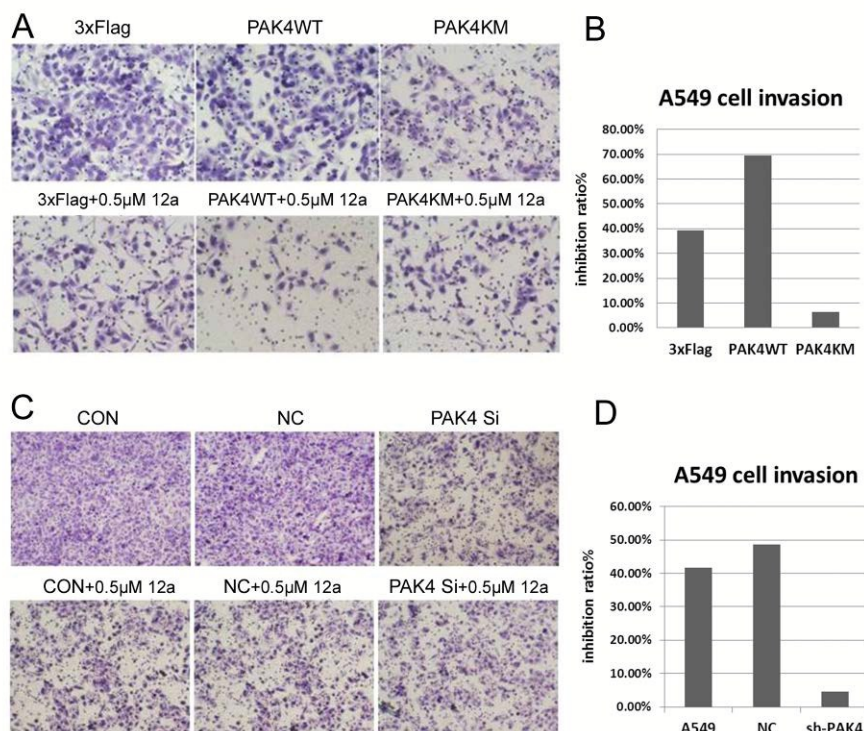 A
3xFlag PAK4WT PAK4KM
3xFlag+0.5µM 12a PAK4WT+0.5µM 12a PAK4KM+0.5µM 12a
B
A549 cell invasion
inhibition ratio%
80.00%
70.00%
60.00%
50.00%
40.00%
30.00%
20.00%
10.00%
0.00%
3xFlag PAK4WT PAK4KM
C
CON NC PAK4 Si
CON+0.5µM 12a NC+0.5µM 12a PAK4 Si+0.5µM 12a
D
A549 cell invasion
inhibition ratio%
60.00%
50.00%
40.00%
30.00%
20.00%
10.00%
0.00%
A549 NC sh-PAK4